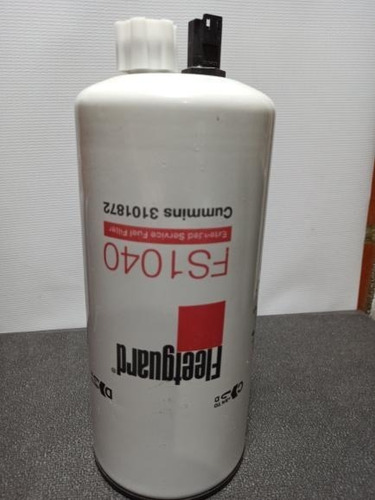 Fleetguard®
FS1040
Extended Service Fuel Filter
Cummins 3101872